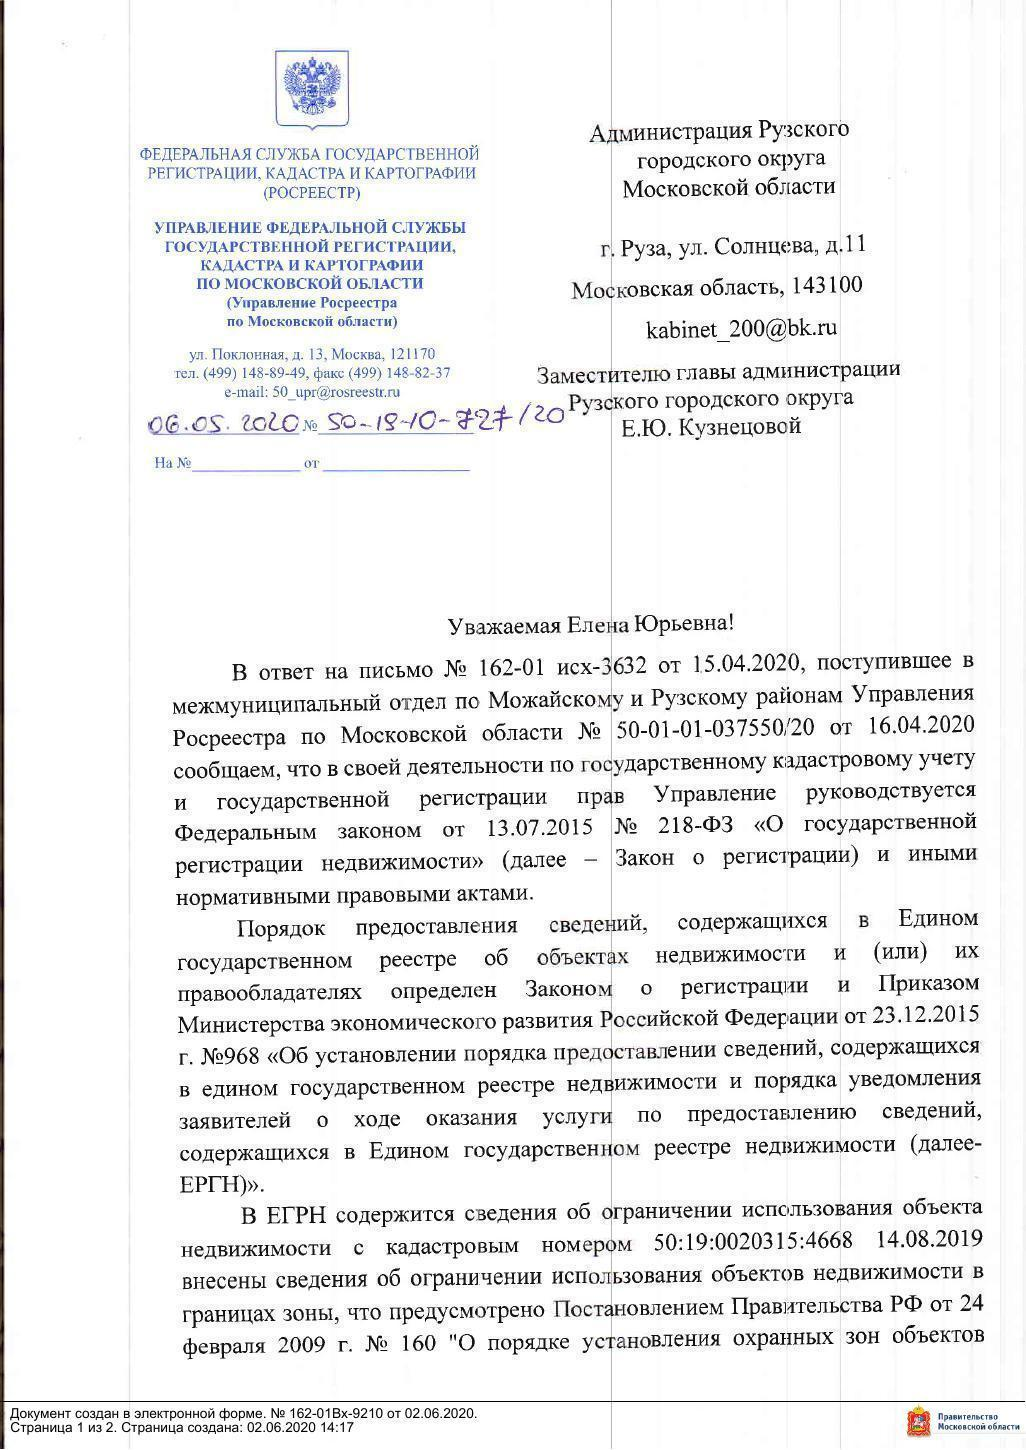 ФЕДЕРАЛЬНАЯ СЛУЖБА ГОСУДАРСТВЕННОЙ
РЕГИСТРАЦИИ, КАДАСТРА И КАРТОГРАФИИ
(РОСРЕЕСТР)
УПРАВЛЕНИЕ ФЕДЕРАЛЬНОЙ СЛУЖБЫ
ГОСУДАРСТВЕННОЙ РЕГИСТРАЦИИ,
КАДАСТРА И КАРТОГРАФИИ
ПО МОСКОВСКОЙ ОБЛАСТИ
(Управление Росреестра
по Московской области)
ул. Поклонная, д. 13, Москва, 121170
тел. (499) 148-89-49, факс (499) 148-82-37
e-mail: 50_upr@rosreestr.ru
06.05.2020 № 50-19-10-727/20
На № от
Администрация Рузского
городского округа
Московской области
г. Руза, ул. Солнцева, д.11
Московская область, 143100
kabinet_200@bk.ru
Заместителю главы администрации
Рузского городского округа
Е.Ю. Кузнецовой
Уважаемая Елена Юрьевна!
В ответ на письмо № 162-01 исх-3632 от 15.04.2020, поступившее в
межмуниципальный отдел по Можайскому и Рузскому районам Управления
Росреестра по Московской области № 50-01-01-037550/20 от 16.04.2020
сообщаем, что в своей деятельности по государственному кадастровому учету
и государственной регистрации прав Управление руководствуется
Федеральным законом от 13.07.2015 № 218-ФЗ «О государственной
регистрации недвижимости» (далее – Закон о регистрации) и иными
нормативными правовыми актами.
Порядок предоставления сведений, содержащихся в Едином
государственном реестре об объектах недвижимости и (или) их
правообладателях определен Законом о регистрации и Приказом
Министерства экономического развития Российской Федерации от 23.12.2015
г. №968 «Об установлении порядка предоставлении сведений, содержащихся
в едином государственном реестре недвижимости и порядка уведомления
заявителей о ходе оказания услуги по предоставлению сведений,
содержащихся в Едином государственном реестре недвижимости (далее-
ЕРГН)».
В ЕГРН содержится сведения об ограничении использования объекта
недвижимости с кадастровым номером 50:19:0020315:4668 14.08.2019
внесены сведения об ограничении использования объектов недвижимости в
границах зоны, что предусмотрено Постановлением Правительства РФ от 24
февраля 2009 г. № 160 "О порядке установления охранных зон объектов
Документ создан в электронной форме. № 162-01Вх-9210 от 02.06.2020.
Страница 1 из 2. Страница создана: 02.06.2020 14:17
Правительство
Московской области